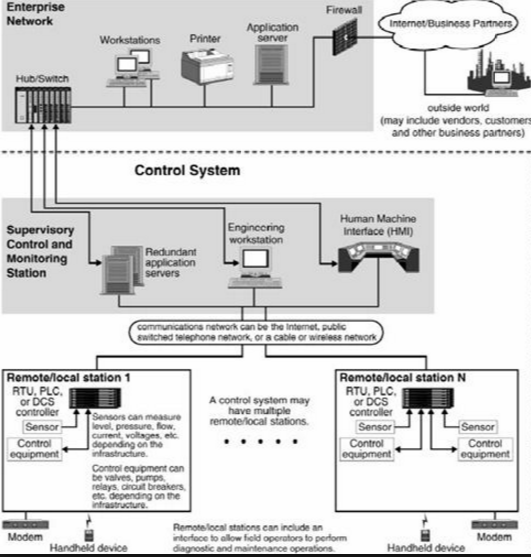 Enterprise
Network
Workstations
Printer
Application
server
Firewall
Internet/Business Partners
Hub/Switch
outside world
(may include vendors, customers
and other business partners)
Control System
Supervisory
Control and
Monitoring
Station
Redundant
application
servers
Engineering
workstation
Human Machine
Interface (HMI)
communications network can be the Internet, public
switched telephone network, or a cable or wireless network
Remote/local station 1
RTU, PLC,
or DCS
controller
Sensor
Control
equipment
Sensors can measure
level, pressure, flow,
current, voltages, etc.
depending on the
infrastructure.
Control equipment can
be valves, pumps,
relays, circuit breakers,
etc. depending on the
infrastructure.
Modem
Handheld device
A control system may
have multiple
remote/local stations.
Remote/local stations can include an
interface to allow field operators to perform
diagnostic and maintenance operations.
Remote/local station N
RTU, PLC,
or DCS
controller
Sensor
Sensor
Control
equipment
Control
equipment
Handheld device
Modem